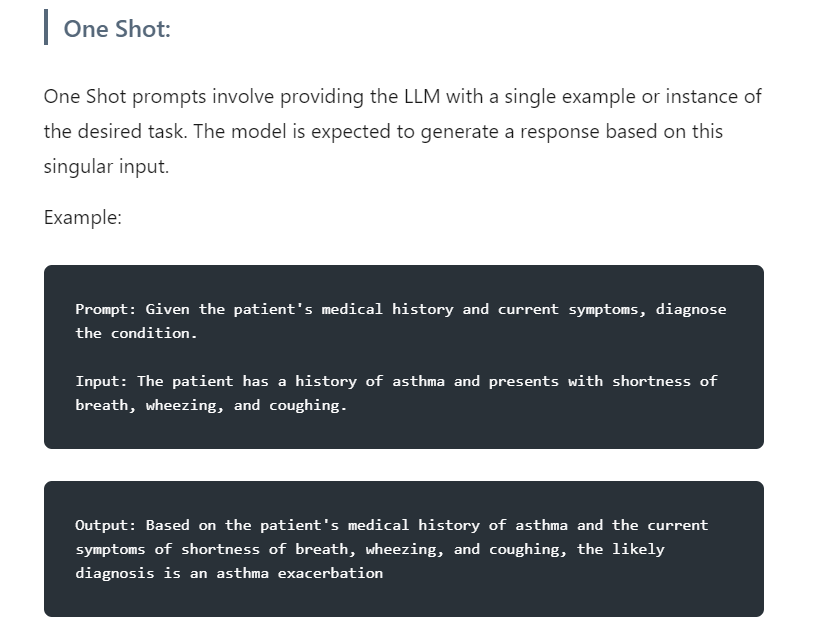 One Shot:
One Shot prompts involve providing the LLM with a single example or instance of
the desired task. The model is expected to generate a response based on this
singular input.
Example:
Prompt: Given the patient's medical history and current symptoms, diagnose
the condition.
Input: The patient has a history of asthma and presents with shortness of
breath, wheezing, and coughing.
Output: Based on the patient's medical history of asthma and the current
symptoms of shortness of breath, wheezing, and coughing, the likely
diagnosis is an asthma exacerbation